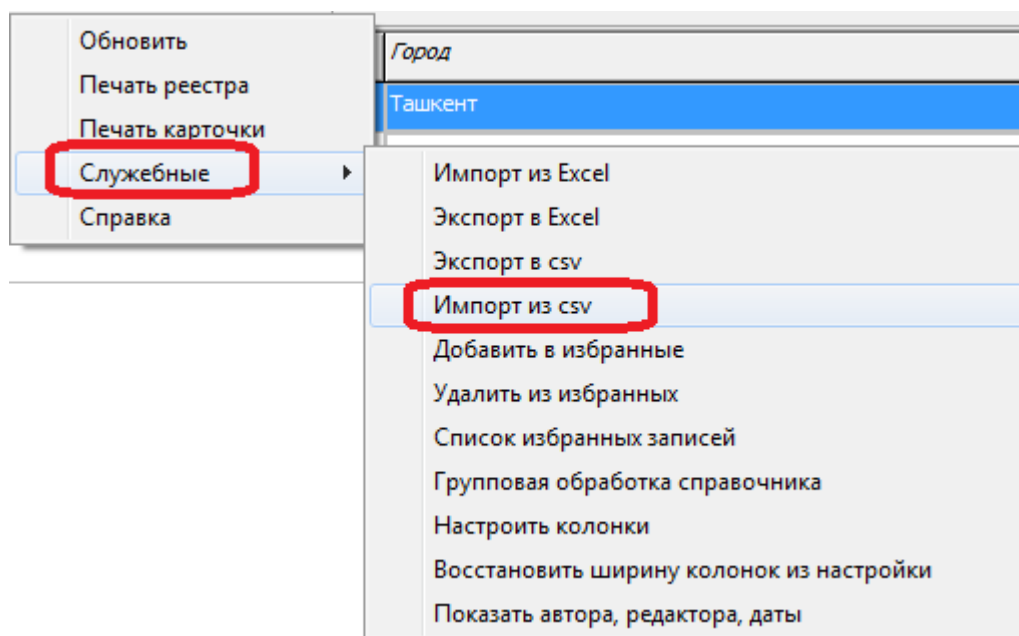 Обновить
Печать реестра
Печать карточки
Служебные
Справка
Город
Ташкент
Импорт из Excel
Экспорт в Excel
Экспорт в csv
Импорт из csv
Добавить в избранные
Удалить из избранных
Список избранных записей
Групповая обработка справочника
Настроить колонки
Восстановить ширину колонок из настройки
Показать автора, редактора, даты